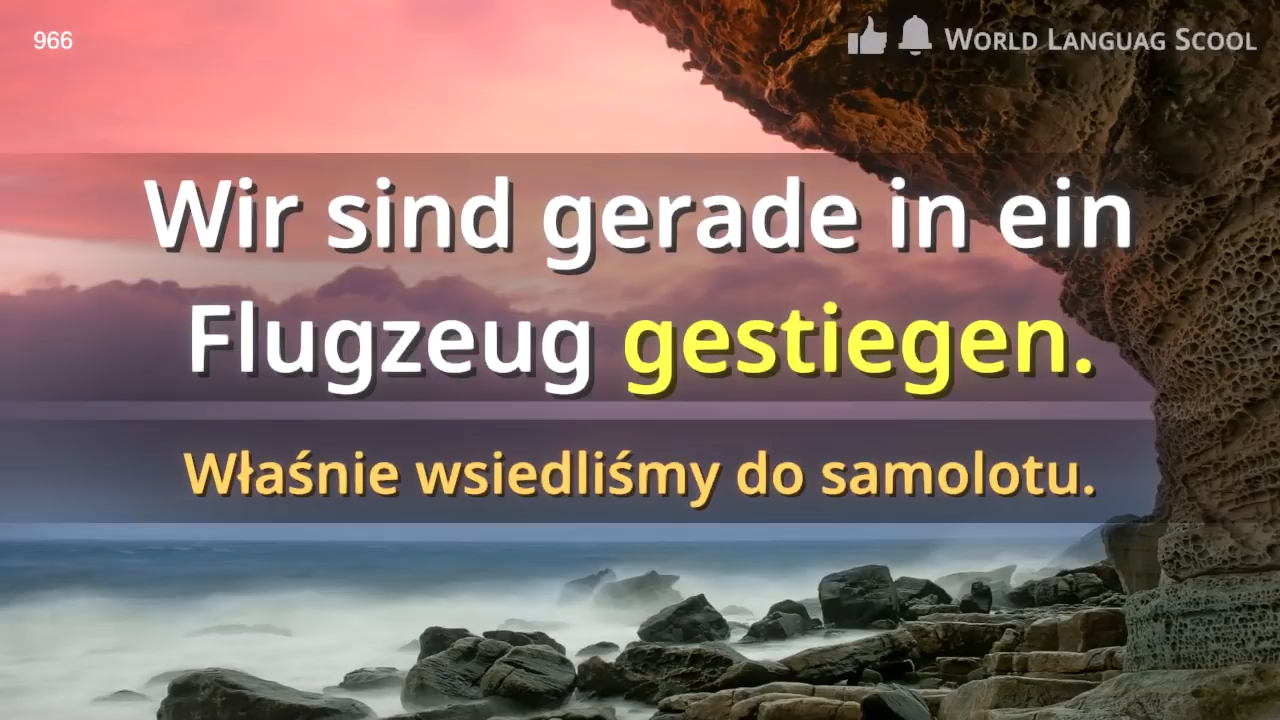 966
World Languag Scool
Wir sind gerade in ein
Flugzeug gestiegen.
Właśnie wsiedliśmy do samolotu.